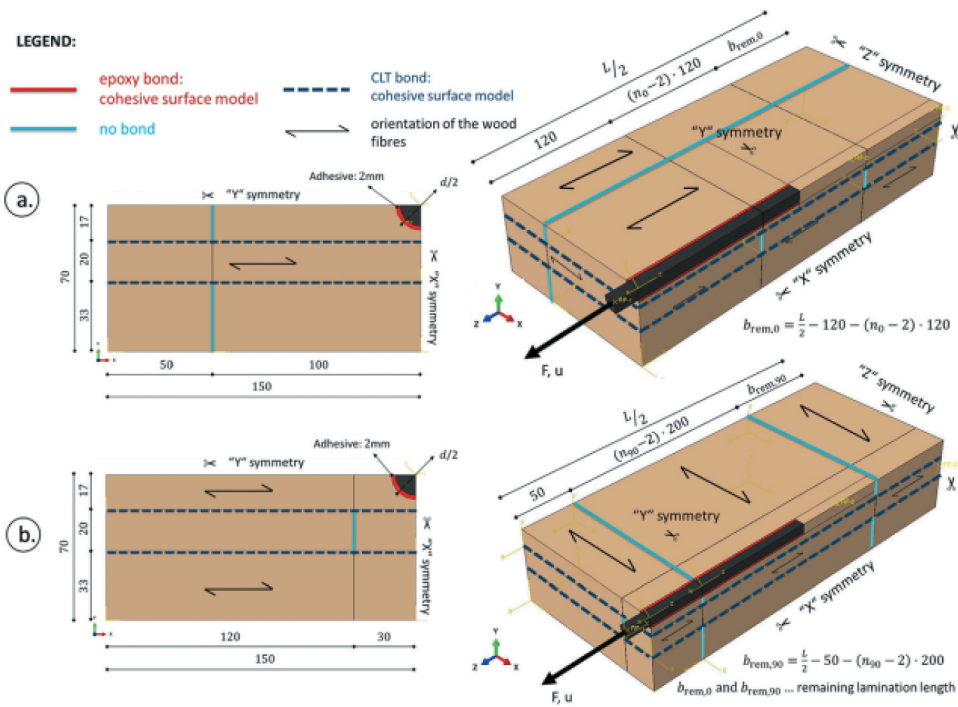 LEGEND:
epoxy bond:
cohesive surface model
CLT bond:
cohesive surface model
no bond
orientation of the wood
fibres
a.
✂ "Y" symmetry
Adhesive: 2mm
d/2
17
20
33
70
✂ "X" symmetry
50
100
150
Y
X
L/2
120
(n₀−2)·120
b_rem,0
✂ "Z" symmetry
"Y" symmetry
✂ "X" symmetry
F, u
Y
Z
X
b_rem,0 = L/2 − 120 − (n₀ − 2) · 120
b.
✂ "Y" symmetry
Adhesive: 2mm
d/2
17
20
33
70
✂ "X" symmetry
120
30
150
X
L/2
50
(n₉₀−2)·200
b_rem,90
"Z" symmetry
"Y" symmetry
✂ "X" symmetry
F, u
Y
Z
X
b_rem,90 = L/2 − 50 − (n₉₀ − 2) · 200
b_rem,0 and b_rem,90 ... remaining lamination length